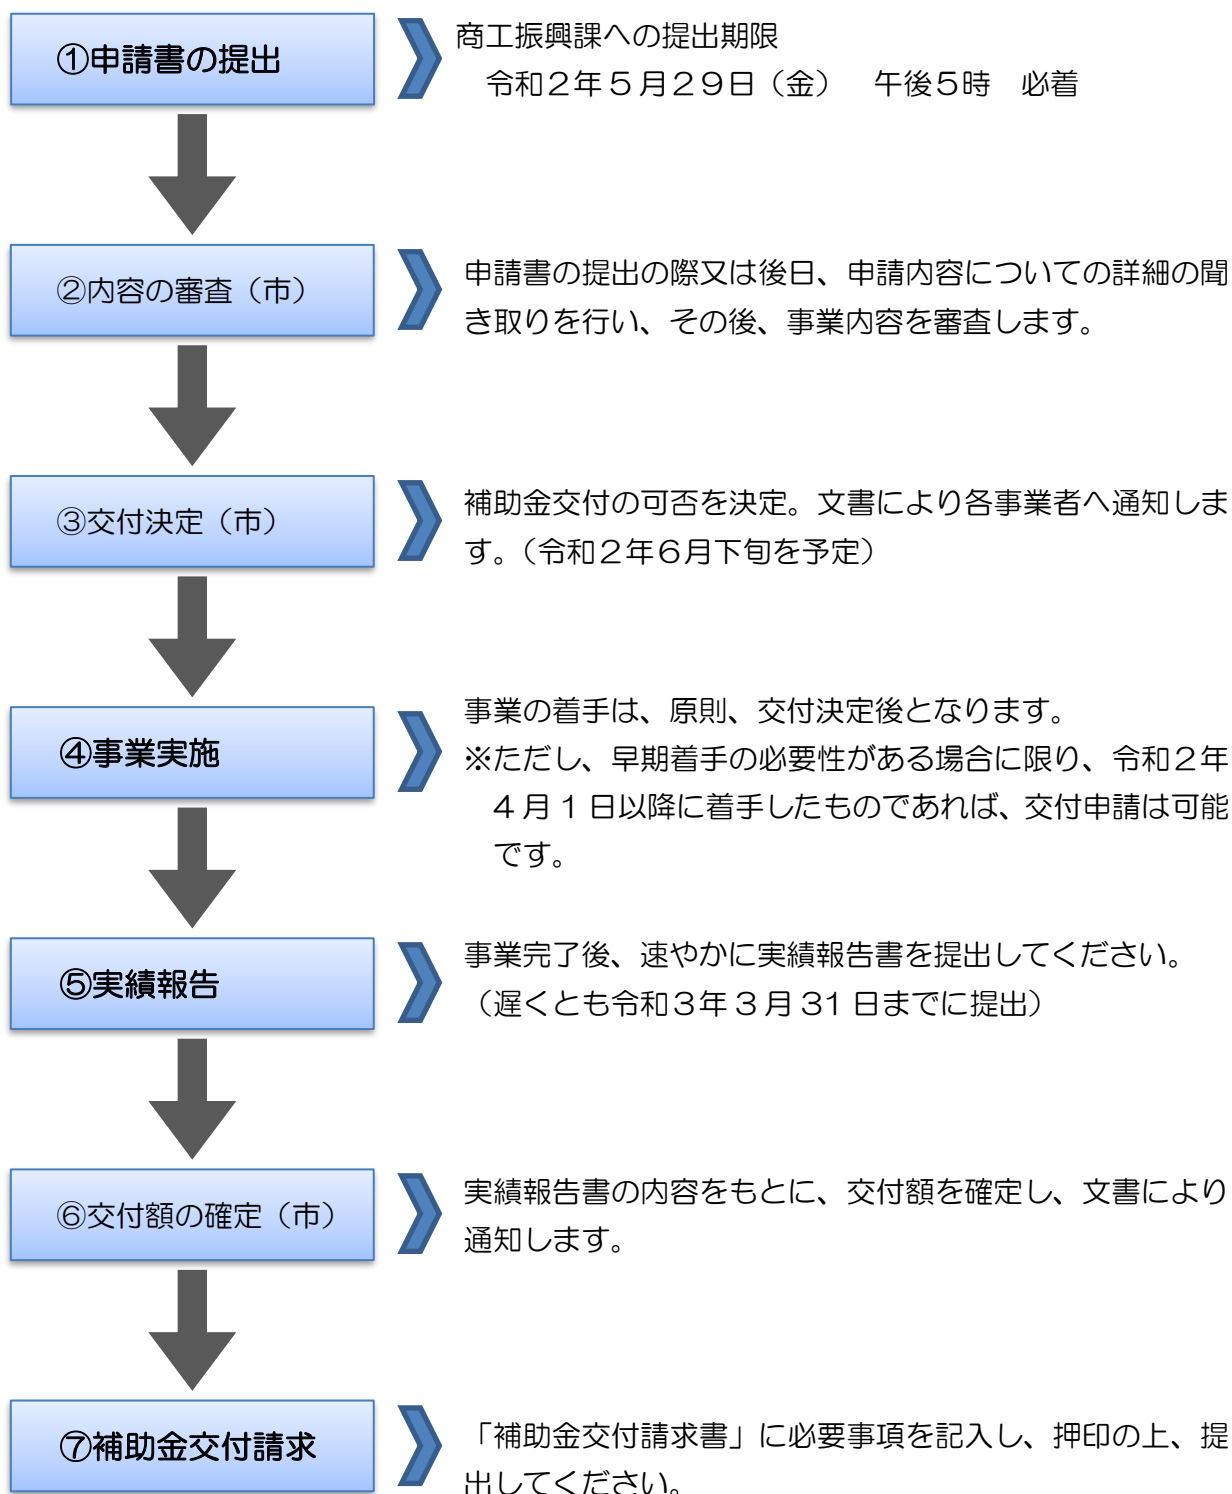 ①申請書の提出
商工振興課への提出期限
令和２年５月２９日（金）　午後５時　必着
②内容の審査（市）
申請書の提出の際又は後日、申請内容についての詳細の聞
き取りを行い、その後、事業内容を審査します。
③交付決定（市）
補助金交付の可否を決定。文書により各事業者へ通知しま
す。（令和２年６月下旬を予定）
④事業実施
事業の着手は、原則、交付決定後となります。
※ただし、早期着手の必要性がある場合に限り、令和２年
４月１日以降に着手したものであれば、交付申請は可能
です。
⑤実績報告
事業完了後、速やかに実績報告書を提出してください。
（遅くとも令和３年３月31日までに提出）
⑥交付額の確定（市）
実績報告書の内容をもとに、交付額を確定し、文書により
通知します。
⑦補助金交付請求
「補助金交付請求書」に必要事項を記入し、押印の上、提
出してください。